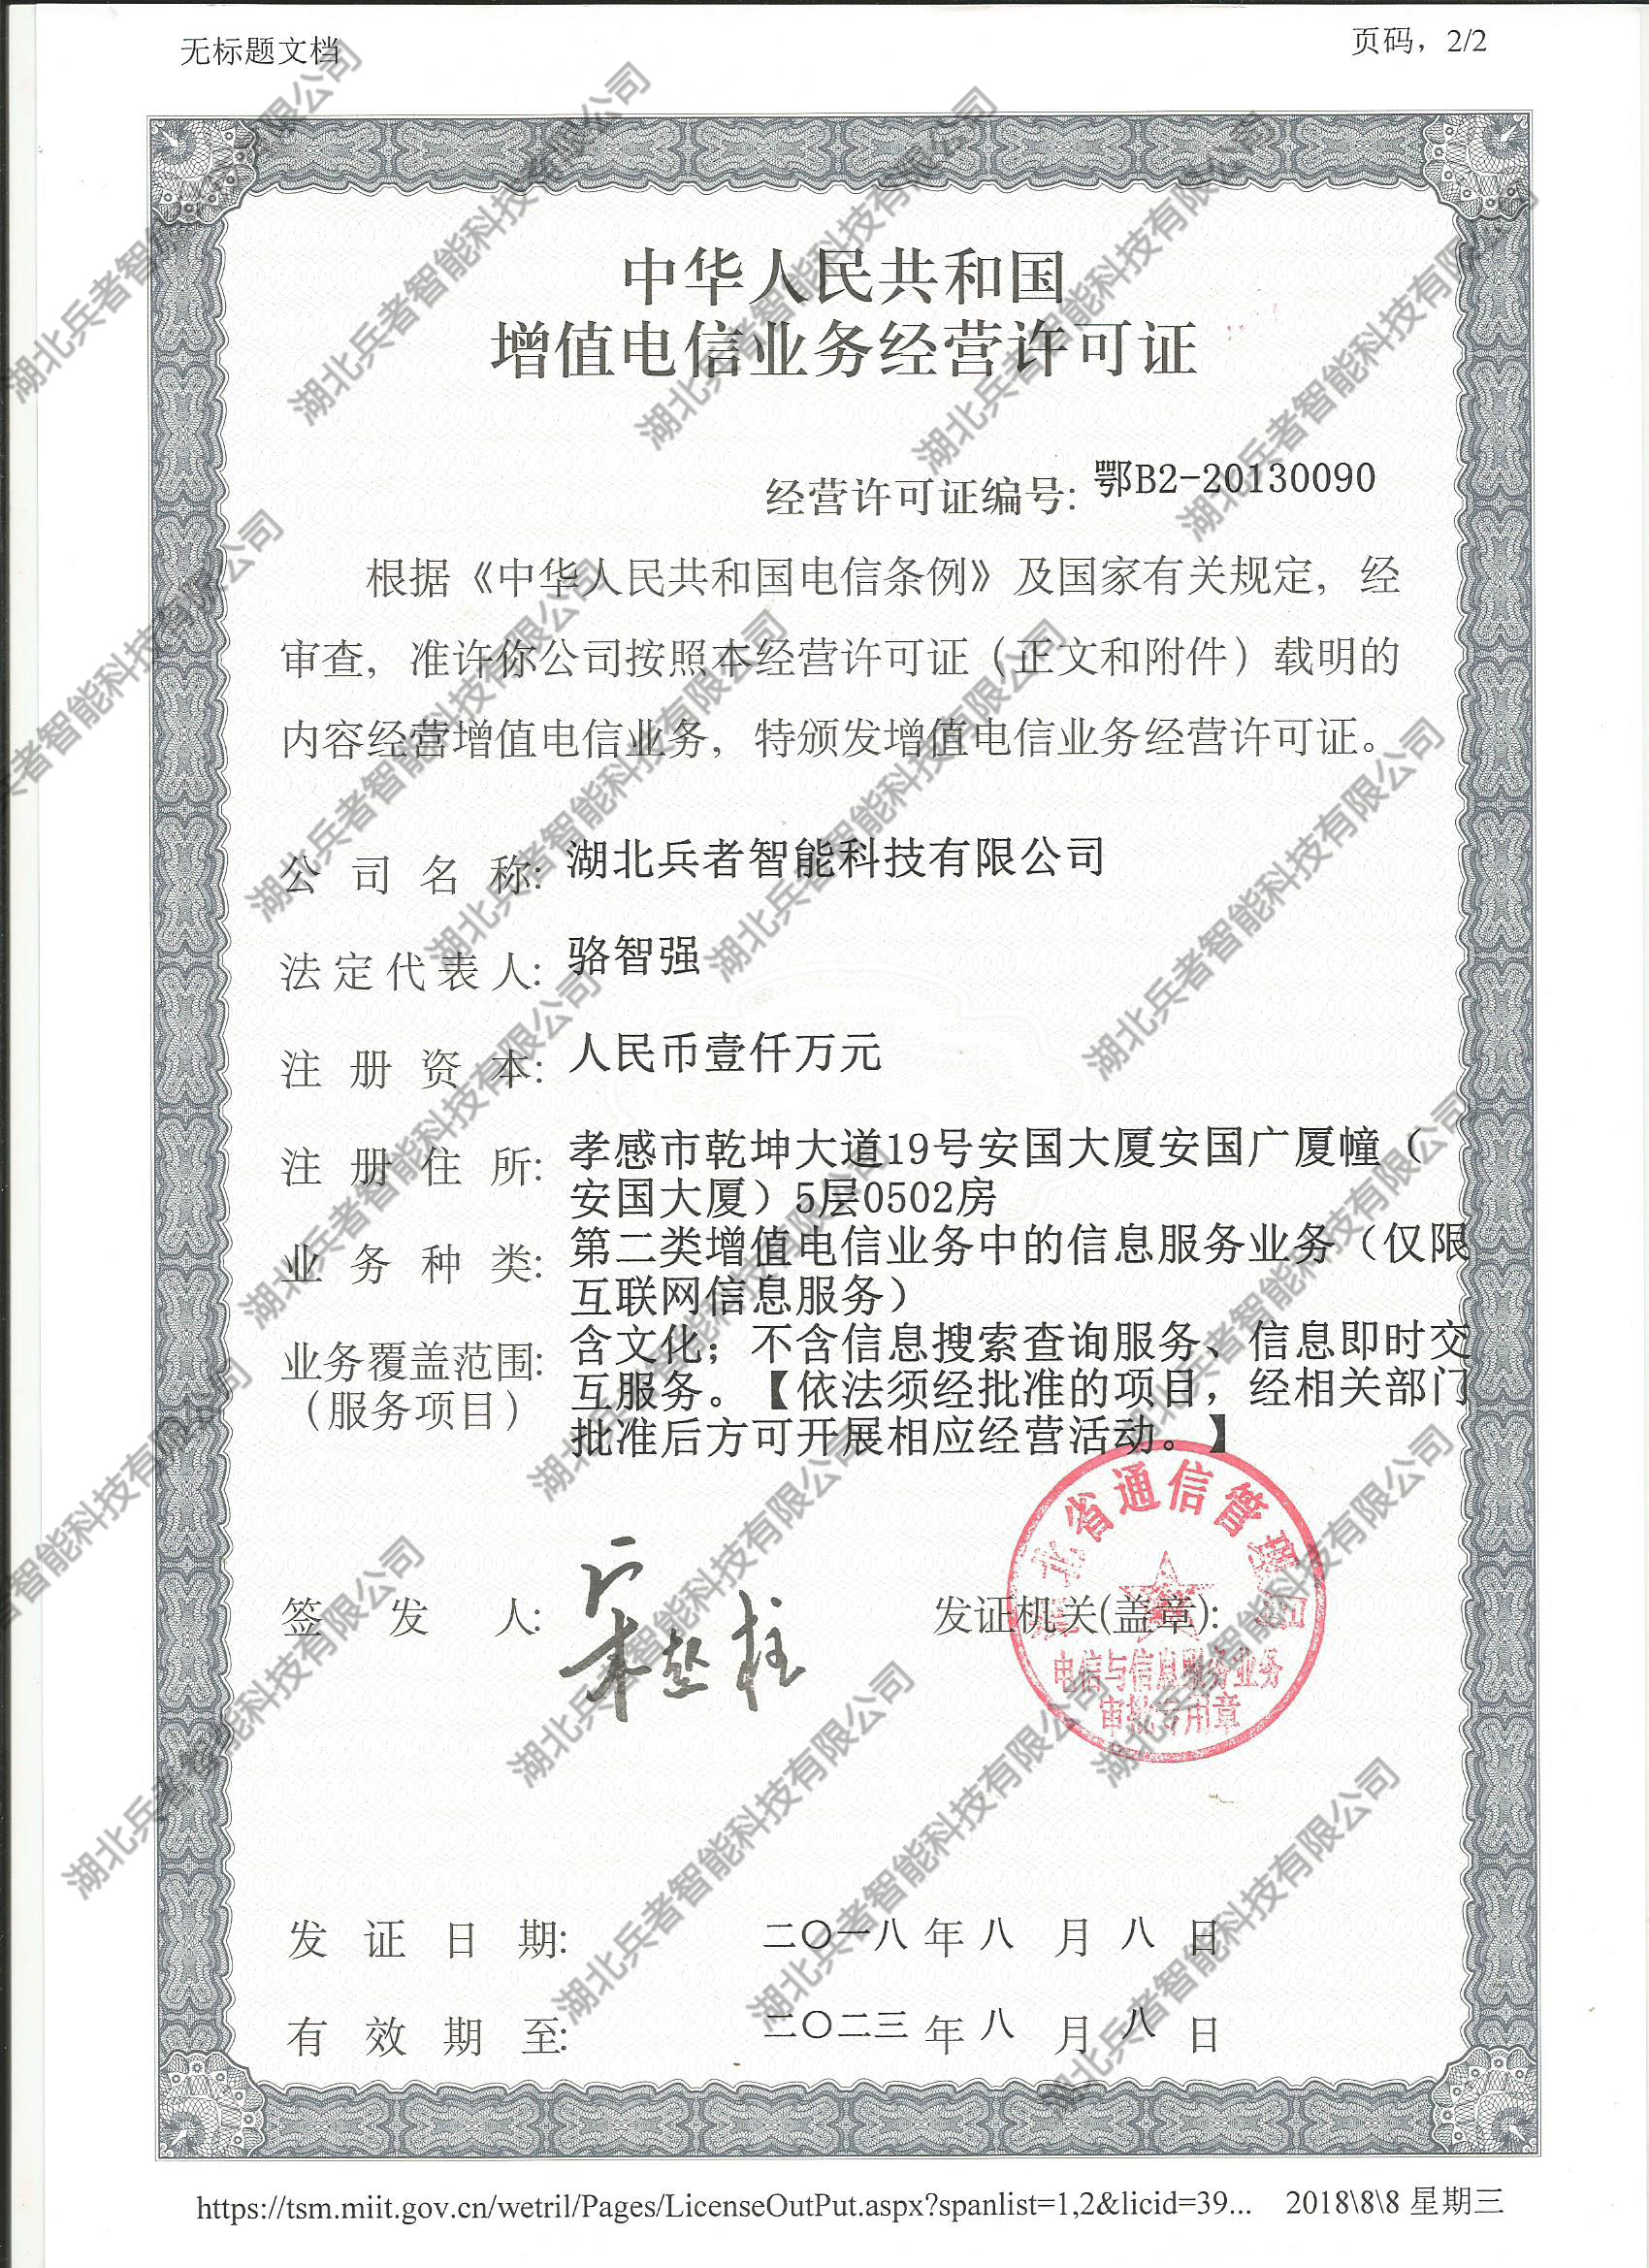 无标题文档
页码，2/2
中华人民共和国
增值电信业务经营许可证
经营许可证编号: 鄂B2-20130090
根据《中华人民共和国电信条例》及国家有关规定，经
审查，准许你公司按照本经营许可证（正文和附件）载明的
内容经营增值电信业务，特颁发增值电信业务经营许可证。
公司名称: 湖北兵者智能科技有限公司
法定代表人: 骆智强
注册资本: 人民币壹仟万元
注册住所: 孝感市乾坤大道19号安国大厦安国广厦幢（
安国大厦）5层0502房
业务种类: 第二类增值电信业务中的信息服务业务（仅限
互联网信息服务）
业务覆盖范围: 含文化；不含信息搜索查询服务、信息即时交
（服务项目） 互服务。【依法须经批准的项目，经相关部门
批准后方可开展相应经营活动。】
签发人:
发证机关(盖章):
湖北省通信管理局
电信与信息服务业务
审批专用章
发证日期: 二〇一八年八月八日
有效期至: 二〇二三年八月八日
https://tsm.miit.gov.cn/wetril/Pages/LicenseOutPut.aspx?spanlist=1,2&licid=39... 2018\8\8 星期三
湖北兵者智能科技有限公司